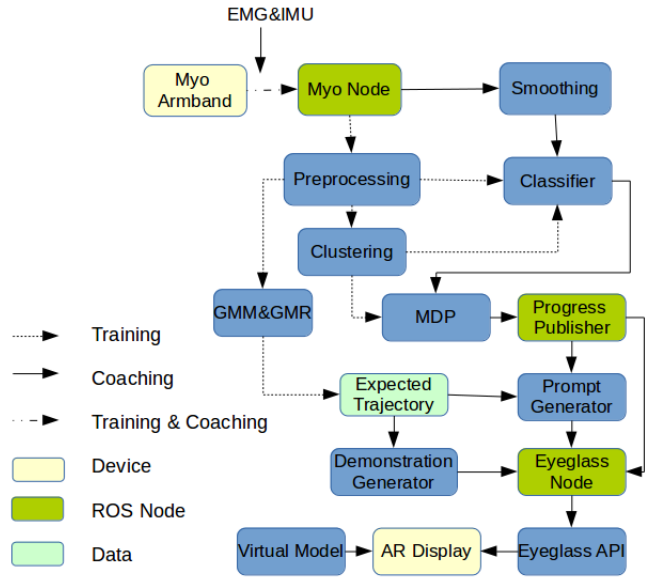 EMG&IMU
Myo
Armband
Myo Node
Smoothing
Preprocessing
Classifier
Clustering
GMM&GMR
MDP
Progress
Publisher
Training
Coaching
Expected
Trajectory
Prompt
Generator
Training & Coaching
Device
Demonstration
Generator
Eyeglass
Node
ROS Node
Data
Virtual Model
AR Display
Eyeglass API